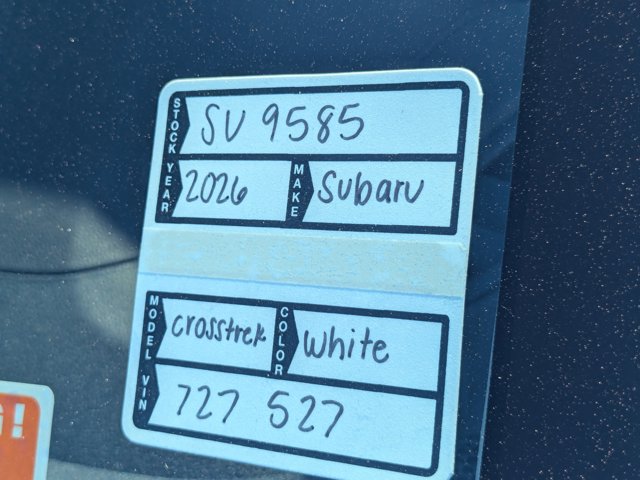 STOCK SV 9585
YEAR 2026 MAKE Subaru
MODEL crosstrek COLOR White
VIN 727 527
!